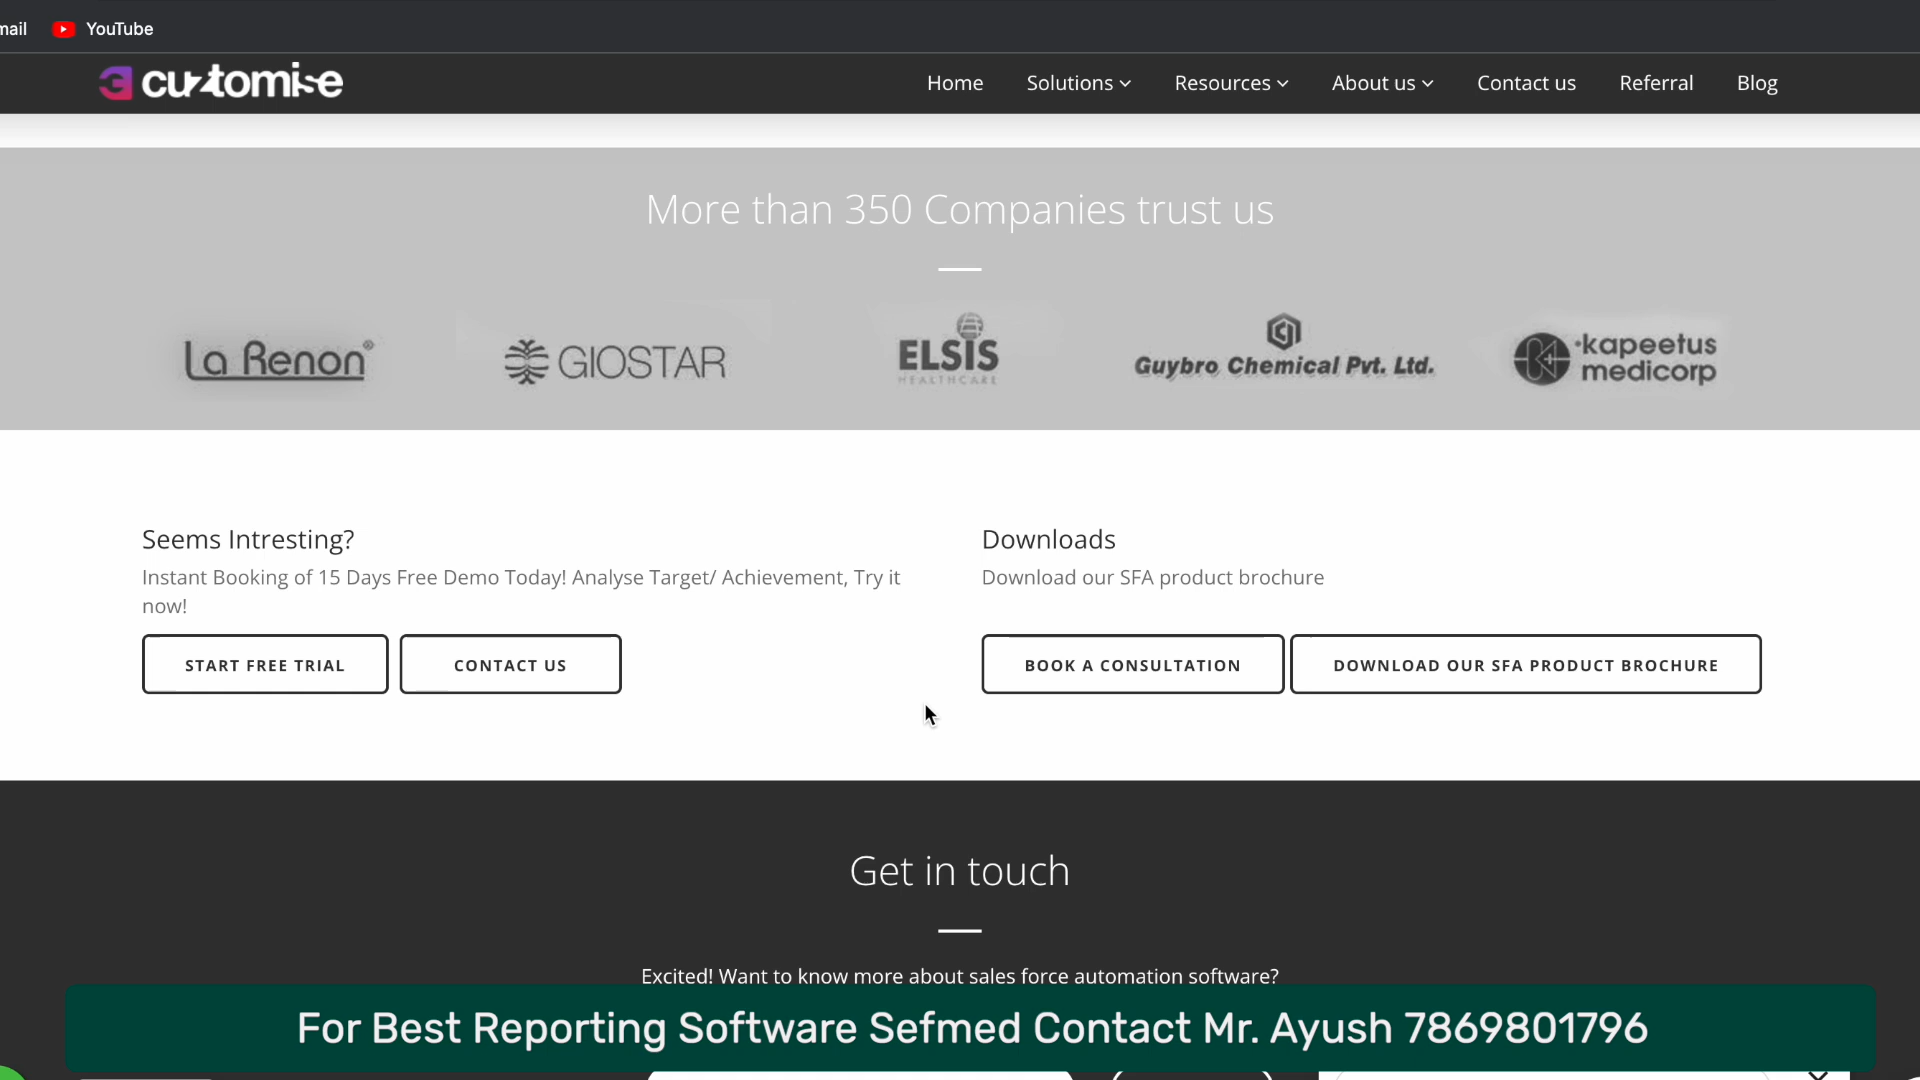 mail YouTube
cuztomise
Home Solutions Resources About us Contact us Referral Blog
More than 350 Companies trust us
La Renon®
GIOSTAR
ELSIS
HEALTHCARE
Guybro Chemical Pvt. Ltd.
kapeetus
medicorp
Seems Intresting?
Instant Booking of 15 Days Free Demo Today! Analyse Target/ Achievement, Try it
now!
START FREE TRIAL CONTACT US
Downloads
Download our SFA product brochure
BOOK A CONSULTATION DOWNLOAD OUR SFA PRODUCT BROCHURE
Get in touch
Excited! Want to know more about sales force automation software?
For Best Reporting Software Sefmed Contact Mr. Ayush 7869801796